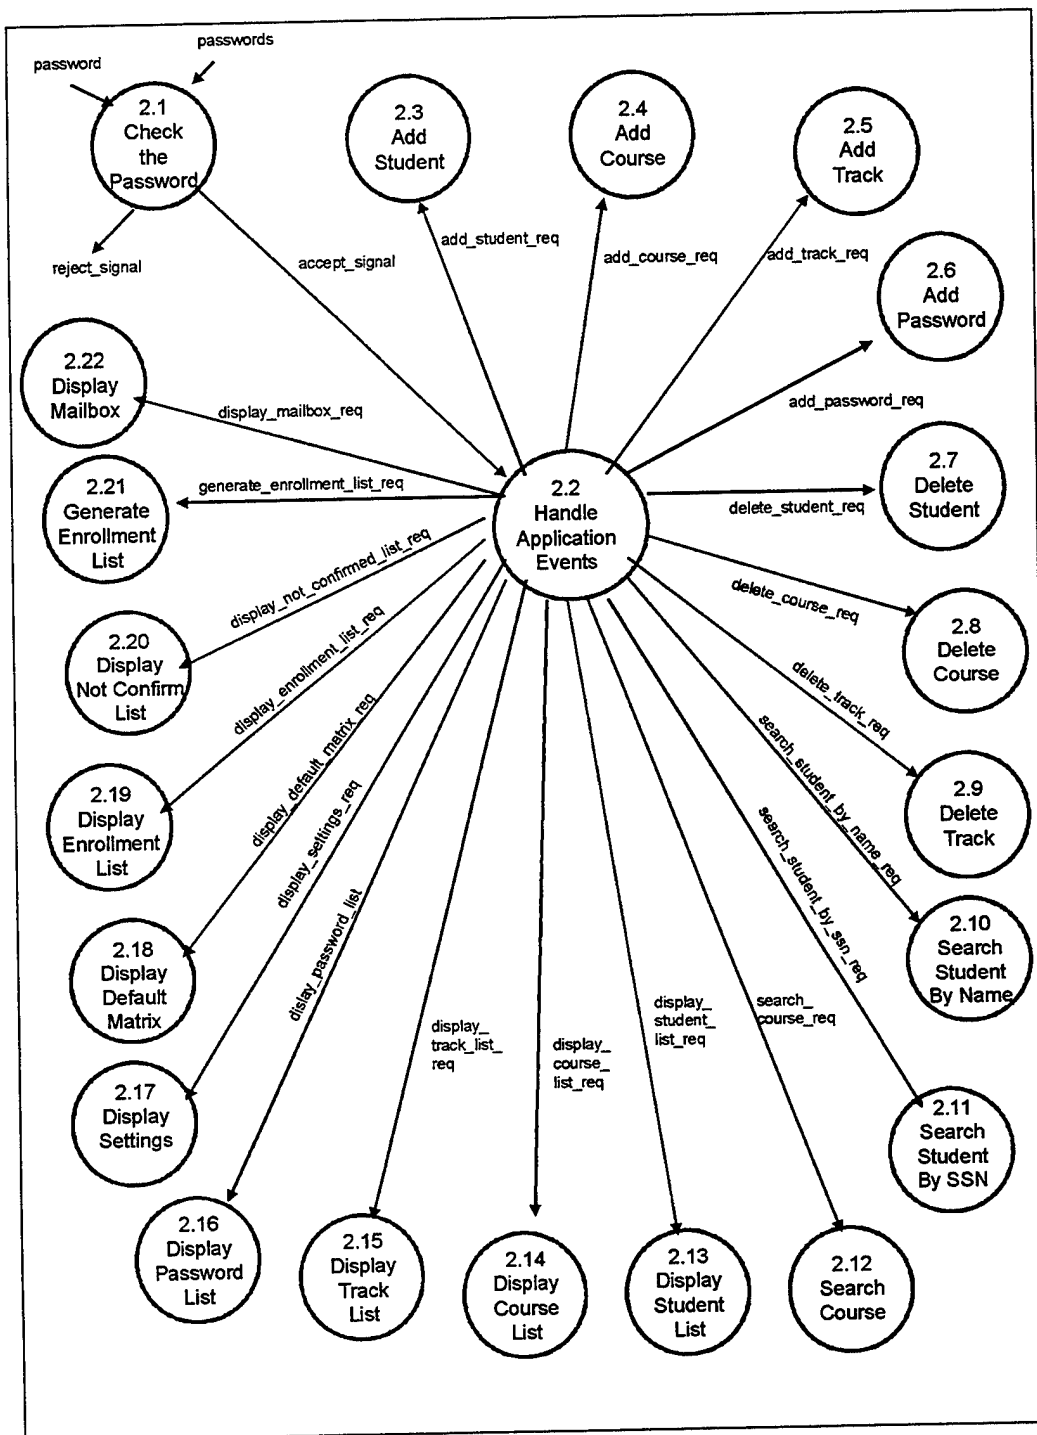 passwords
password
2.1
Check
the
Password
2.3
Add
Student
2.4
Add
Course
2.5
Add
Track
reject_signal
accept_signal
add_student_req
add_course_req
add_track_req
2.6
Add
Password
2.22
Display
Mailbox
display_mailbox_req
add_password_req
2.21
Generate
Enrollment
List
generate_enrollment_list_req
2.2
Handle
Application
Events
delete_student_req
2.7
Delete
Student
display_not_confirmed_list_req
delete_course_req
2.8
Delete
Course
2.20
Display
Not Confirm
List
display_enrollment_list_req
delete_track_req
2.9
Delete
Track
2.19
Display
Enrollment
List
display_default_matrix_req
search_student_by_name_req
2.10
Search
Student
By Name
2.18
Display
Default
Matrix
display_settings_req
search_student_by_ssn_req
2.11
Search
Student
By SSN
2.17
Display
Settings
dislay_password_list
display_
track_list_
req
display_
course_
list_req
display_
student_
list_req
search_
course_req
2.16
Display
Password
List
2.15
Display
Track
List
2.14
Display
Course
List
2.13
Display
Student
List
2.12
Search
Course